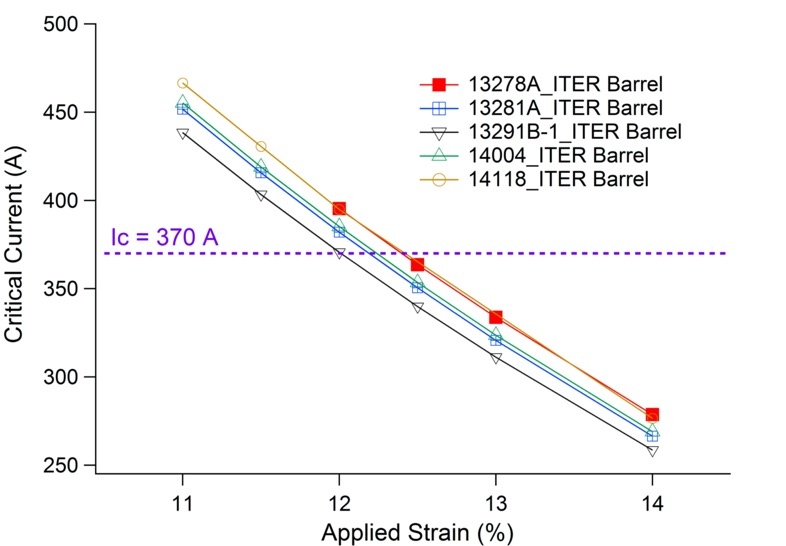 500
450
400
350
300
250
Critical Current (A)
13278A_ITER Barrel
13281A_ITER Barrel
13291B-1_ITER Barrel
14004_ITER Barrel
14118_ITER Barrel
Ic = 370 A
11
12
13
14
Applied Strain (%)